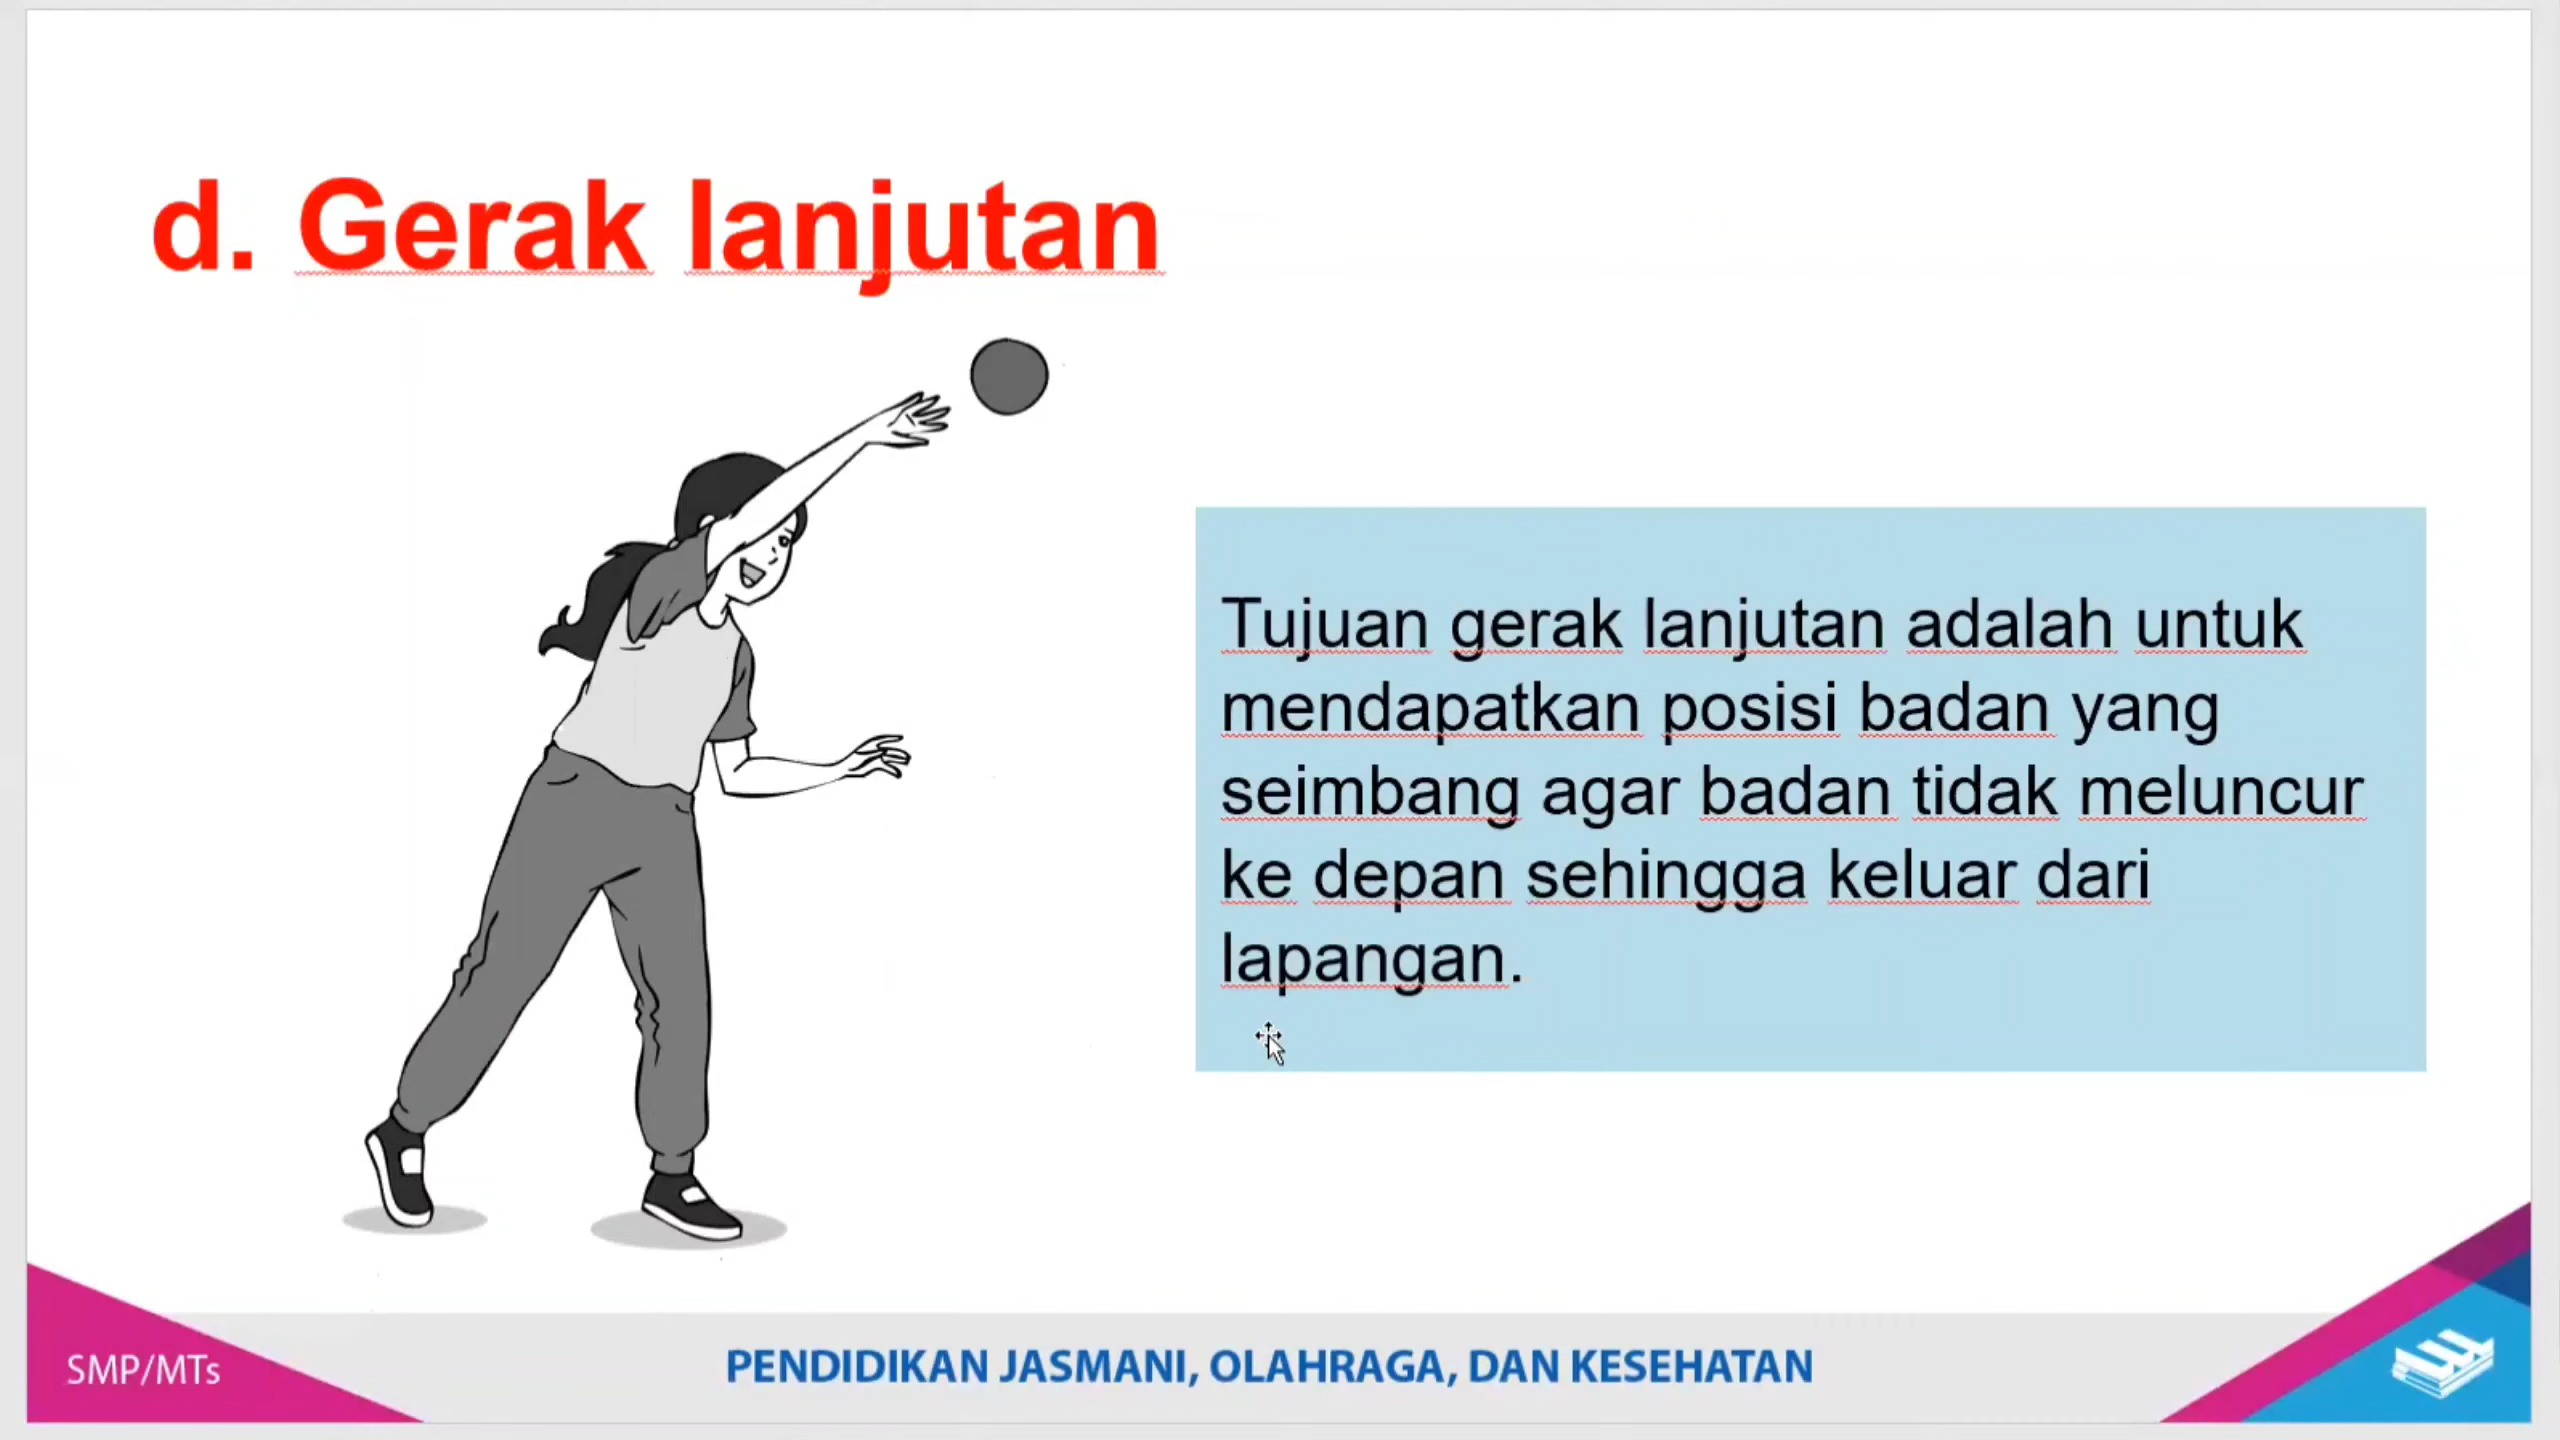 d. Gerak lanjutan
Tujuan gerak lanjutan adalah untuk
mendapatkan posisi badan yang
seimbang agar badan tidak meluncur
ke depan sehingga keluar dari
lapangan.
SMP/MTs
PENDIDIKAN JASMANI, OLAHRAGA, DAN KESEHATAN